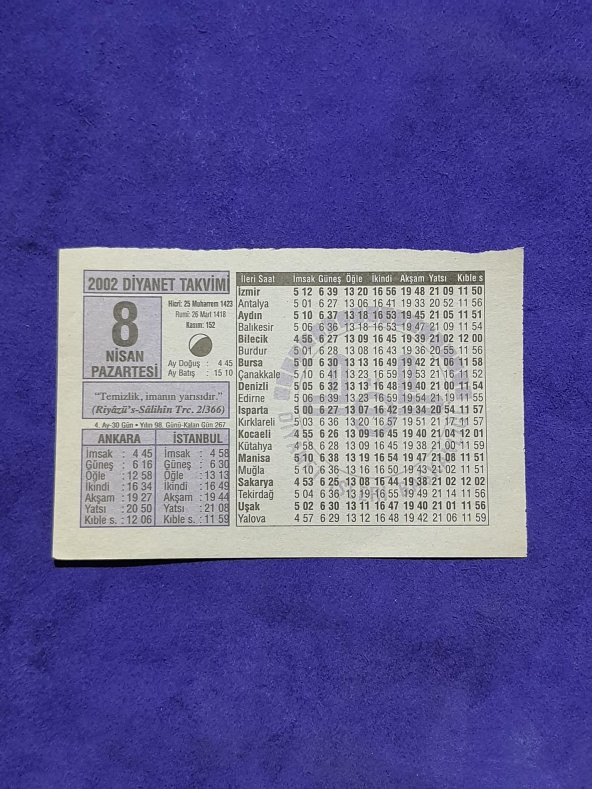 2002 DİYANET TAKVİMİ
8
NİSAN
PAZARTESİ
Hicri: 25 Muharrem 1423
Rumi: 26 Mart 1418
Kasım: 152
Ay Doğuş : 4 45
Ay Batış : 15 10
“Temizlik, imanın yarısıdır.”
(Riyâzü's-Sâlihîn Trc. 2/366)
4. Ay-30 Gün • Yılın 98. Günü-Kalan Gün 267
ANKARA
İmsak : 4 45
Güneş : 6 16
Öğle : 12 58
İkindi : 16 34
Akşam : 19 27
Yatsı : 20 50
Kıble s. : 12 06
İSTANBUL
İmsak : 4 58
Güneş : 6 30
Öğle : 13 13
İkindi : 16 49
Akşam : 19 44
Yatsı : 21 08
Kıble s. : 11 59
İleri Saat İmsak Güneş Öğle İkindi Akşam Yatsı Kıble s
İzmir 5 12 6 39 13 20 16 56 19 48 21 09 11 50
Antalya 5 01 6 27 13 06 16 41 19 33 20 52 11 56
Aydın 5 10 6 37 13 18 16 53 19 45 21 05 11 51
Balıkesir 5 06 6 36 13 18 16 54 19 47 21 09 11 54
Bilecik 4 55 6 27 13 09 16 45 19 39 21 02 12 00
Burdur 5 01 6 28 13 08 16 43 19 36 20 55 11 56
Bursa 5 00 6 30 13 13 16 49 19 42 21 06 11 58
Çanakkale 5 10 6 41 13 23 16 59 19 53 21 16 11 52
Denizli 5 05 6 32 13 13 16 48 19 40 21 00 11 54
Edirne 5 06 6 39 13 23 16 59 19 54 21 19 11 55
Isparta 5 00 6 27 13 07 16 42 19 34 20 54 11 57
Kırklareli 5 03 6 36 13 20 16 57 19 51 21 17 11 57
Kocaeli 4 55 6 26 13 09 16 45 19 40 21 04 12 01
Kütahya 4 58 6 28 13 09 16 45 19 38 21 00 11 59
Manisa 5 10 6 38 13 19 16 54 19 47 21 08 11 51
Muğla 5 10 6 36 13 15 16 50 19 43 21 02 11 51
Sakarya 4 53 6 25 13 08 16 44 19 38 21 02 12 02
Tekirdağ 5 04 6 36 13 19 16 55 19 49 21 14 11 56
Uşak 5 02 6 30 13 11 16 47 19 40 21 01 11 56
Yalova 4 57 6 29 13 12 16 48 19 42 21 06 11 59